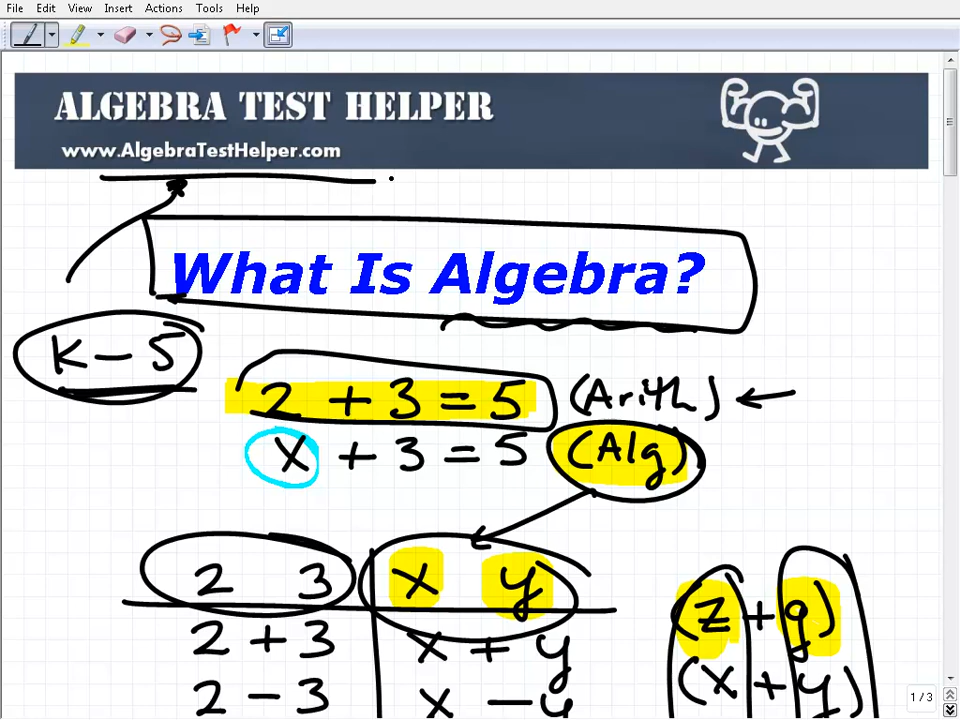 File Edit View Insert Actions Tools Help
ALGEBRA TEST HELPER
www.AlgebraTestHelper.com
What Is Algebra?
K - 5
2 + 3 = 5 (Arith)
x + 3 = 5 (Alg)
2 3 x y
(z + g)
2 + 3 x + y
(x + y)
2 - 3 x - y
1 / 3